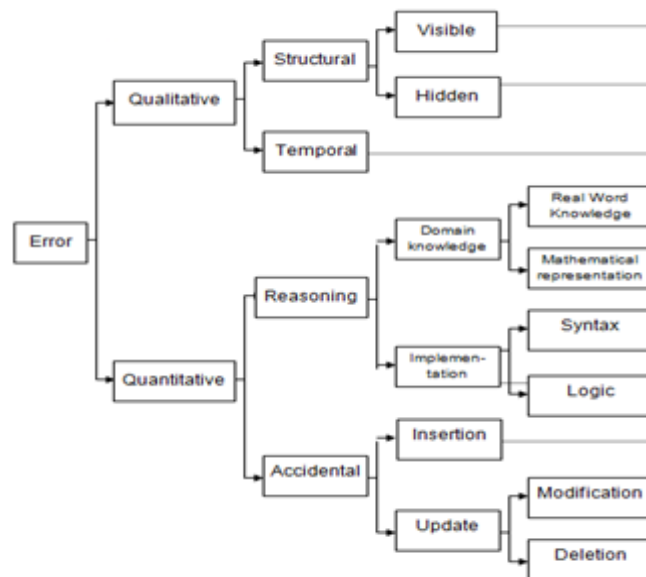 Visible
Structural
Qualitative
Hidden
Temporal
Real Word
Knowledge
Domain
knowledge
Error
Mathematical
representation
Reasoning
Syntax
Implemen-
tation
Quantitative
Logic
Insertion
Accidental
Modification
Update
Deletion